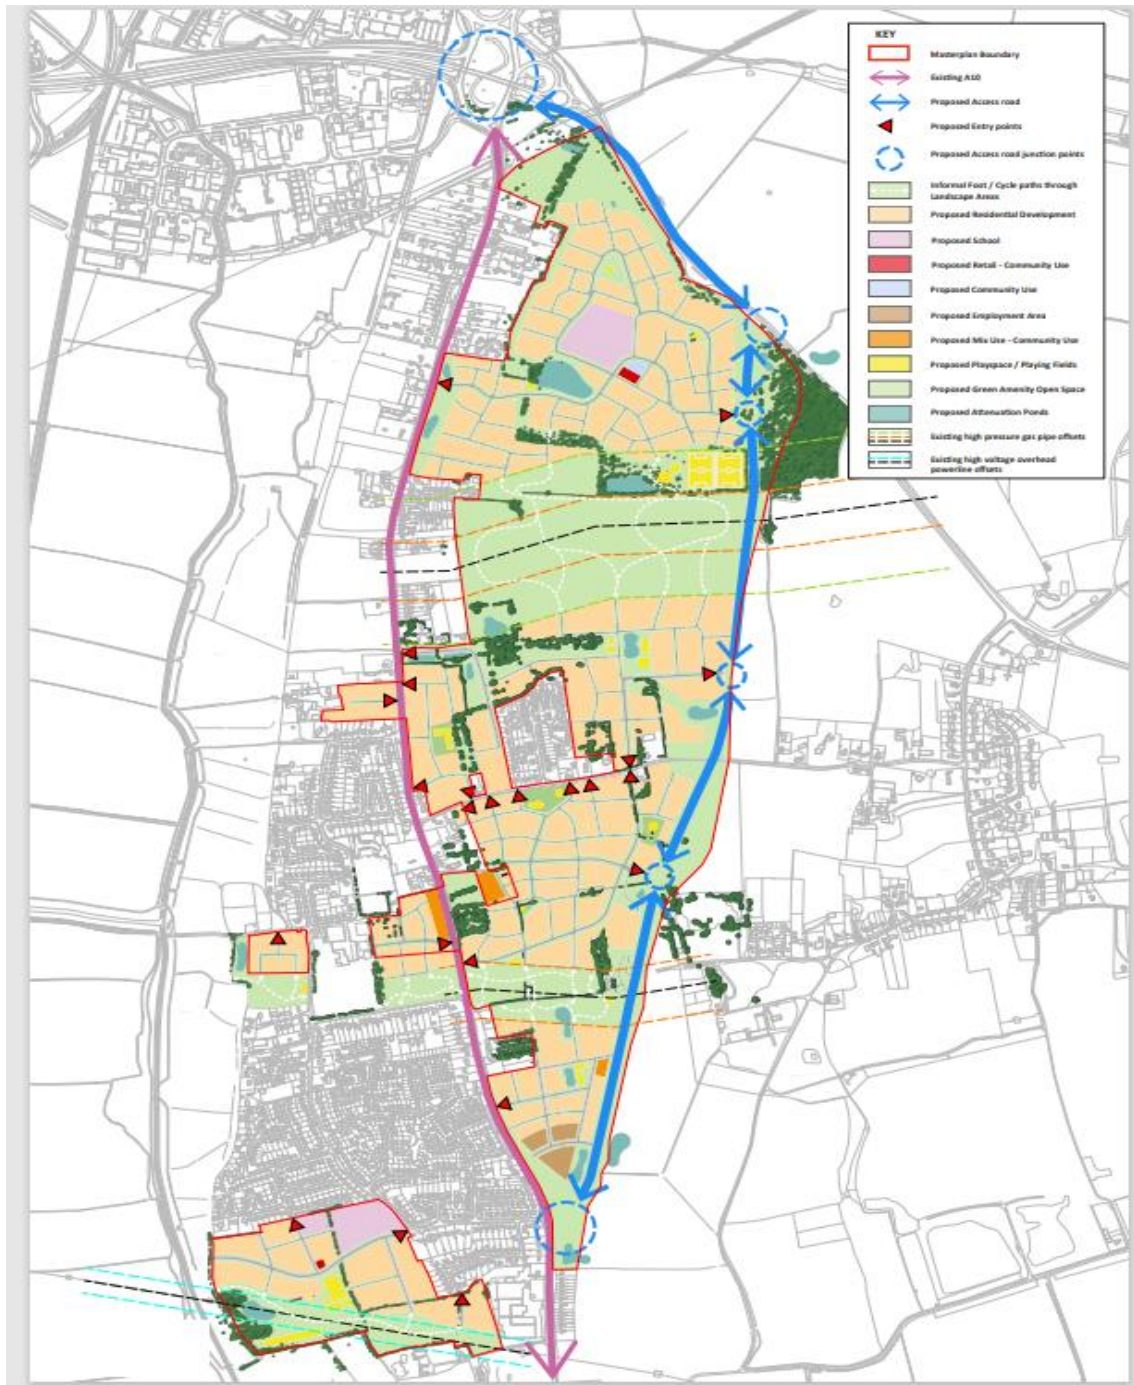 KEY
Masterplan Boundary
Existing A10
Proposed Access road
Proposed Entry points
Proposed Access road junction points
Informal Foot / Cycle paths through
Landscape Areas
Proposed Residential Development
Proposed School
Proposed Retail - Community Use
Proposed Community Use
Proposed Employment Area
Proposed Mix Use - Community Use
Proposed Playspace / Playing Fields
Proposed Green Amenity Open Space
Proposed Attenuation Ponds
Existing high pressure gas pipe offsets
Existing high voltage overhead
powerline offsets